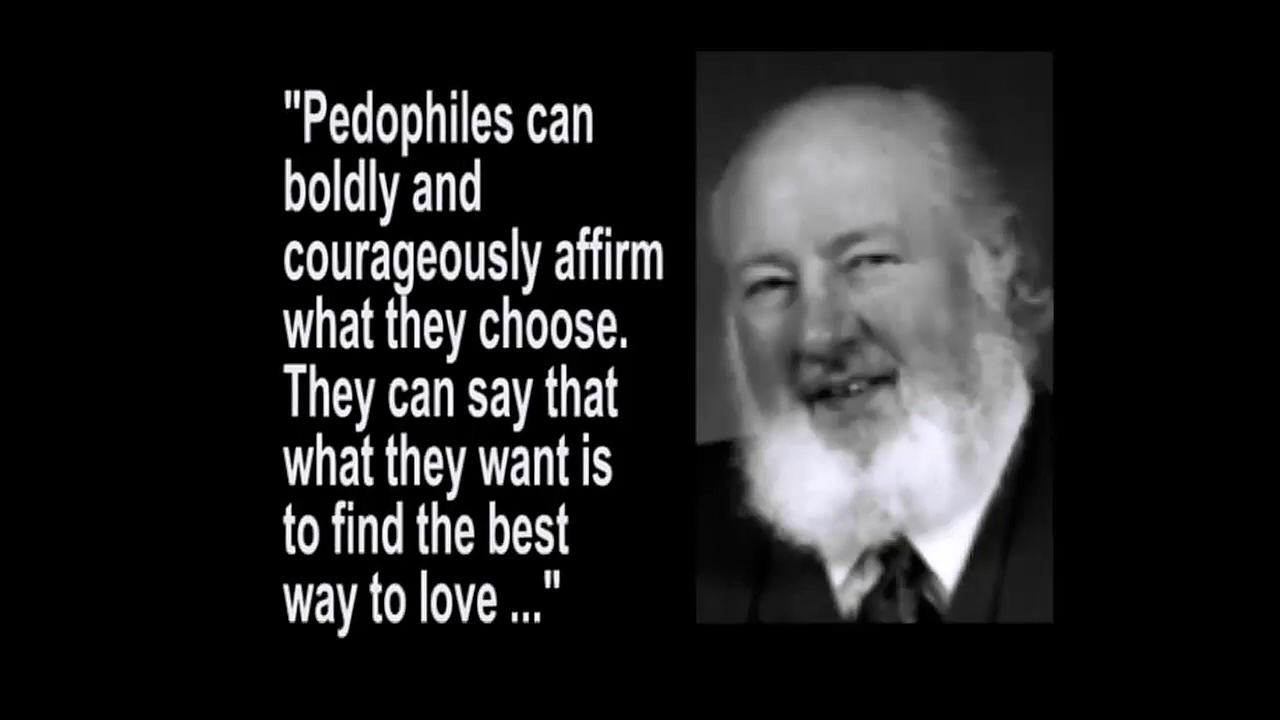 "Pedophiles can
boldly and
courageously affirm
what they choose.
They can say that
what they want is
to find the best
way to love ..."